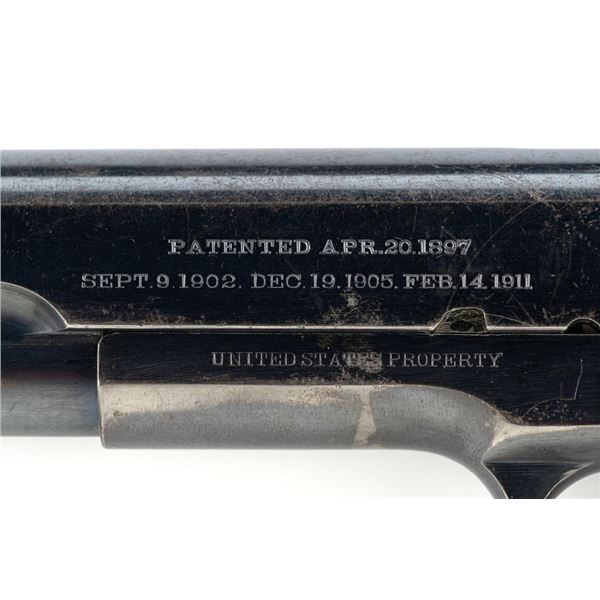 PATENTED APR.20.1897
SEPT.9.1902. DEC.19.1905. FEB.14.1911
UNITED STATES PROPERTY